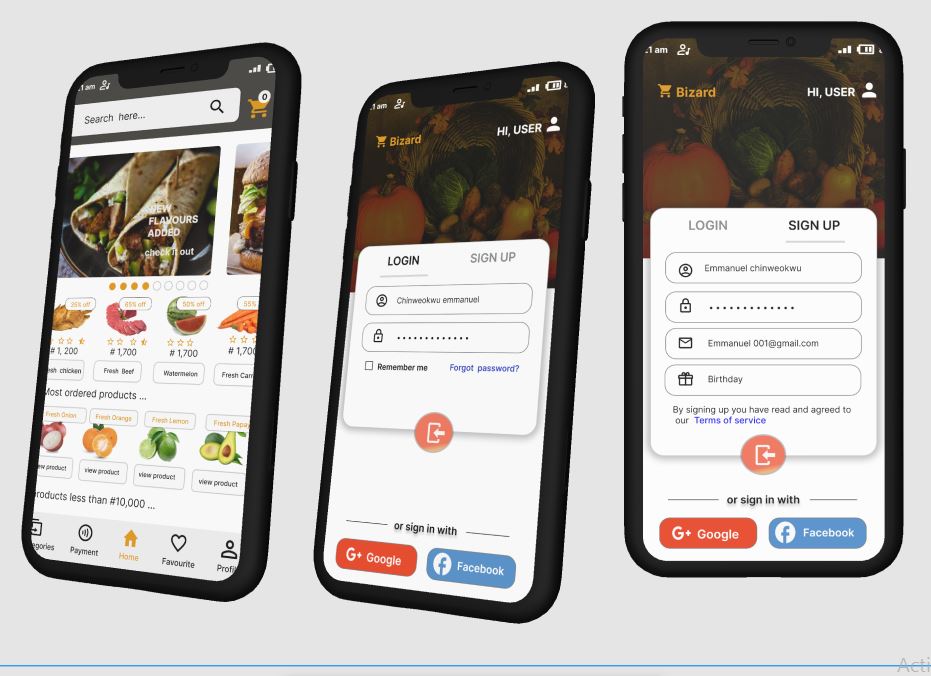 1 am
Search here...
0
NEW
FLAVOURS
ADDED
check it out
25% off
65% off
50% off
55%
# 1, 200
# 1,700
# 1,700
# 1,700
esh chicken
Fresh Beef
Watermelon
Fresh Carr
Most ordered products ...
Fresh Onion
Fresh Orange
Fresh Lemon
Fresh Papay
ew product
view product
view product
view product
products less than #10,000 ...
egories
Payment
Home
Favourite
Profil
.1 am
Bizard
HI, USER
LOGIN
SIGN UP
Chinweokwu emmanuel
Remember me
Forgot password?
or sign in with
G+ Google
Facebook
.1 am
Bizard
HI, USER
LOGIN
SIGN UP
Emmanuel chinweokwu
Emmanuel 001@gmail.com
Birthday
By signing up you have read and agreed to
our Terms of service
or sign in with
G+ Google
Facebook
Acti